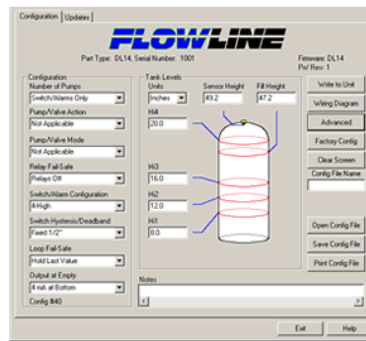 Configuration Updates
FLOWLINE
Part Type: DL14, Serial Number: 1001
Firmware: DL14
PW Rev: 1
Configuration
Number of Pumps
Switch/Alarms Only
Pump/Valve Action
Not Applicable
Pump/Valve Mode
Not Applicable
Relay Fail-Safe
Relays Off
Switch/Alarm Configuration
4-High
Switch Hysteris/Deadband
Fixed 1/2"
Loop Fail-Safe
Hold Last Value
Output at Empty
4 mA at Bottom
Config #40
Tank Levels
Units
Inches
Sensor Height
49.2
Fill Height
47.2
Hi4
20.0
Hi3
16.0
Hi2
12.0
Hi1
8.0
Notes
Write to Unit
Wiring Diagram
Advanced
Factory Config
Clear Screen
Config File Name
Open Config File
Save Config File
Print Config File
Exit
Help